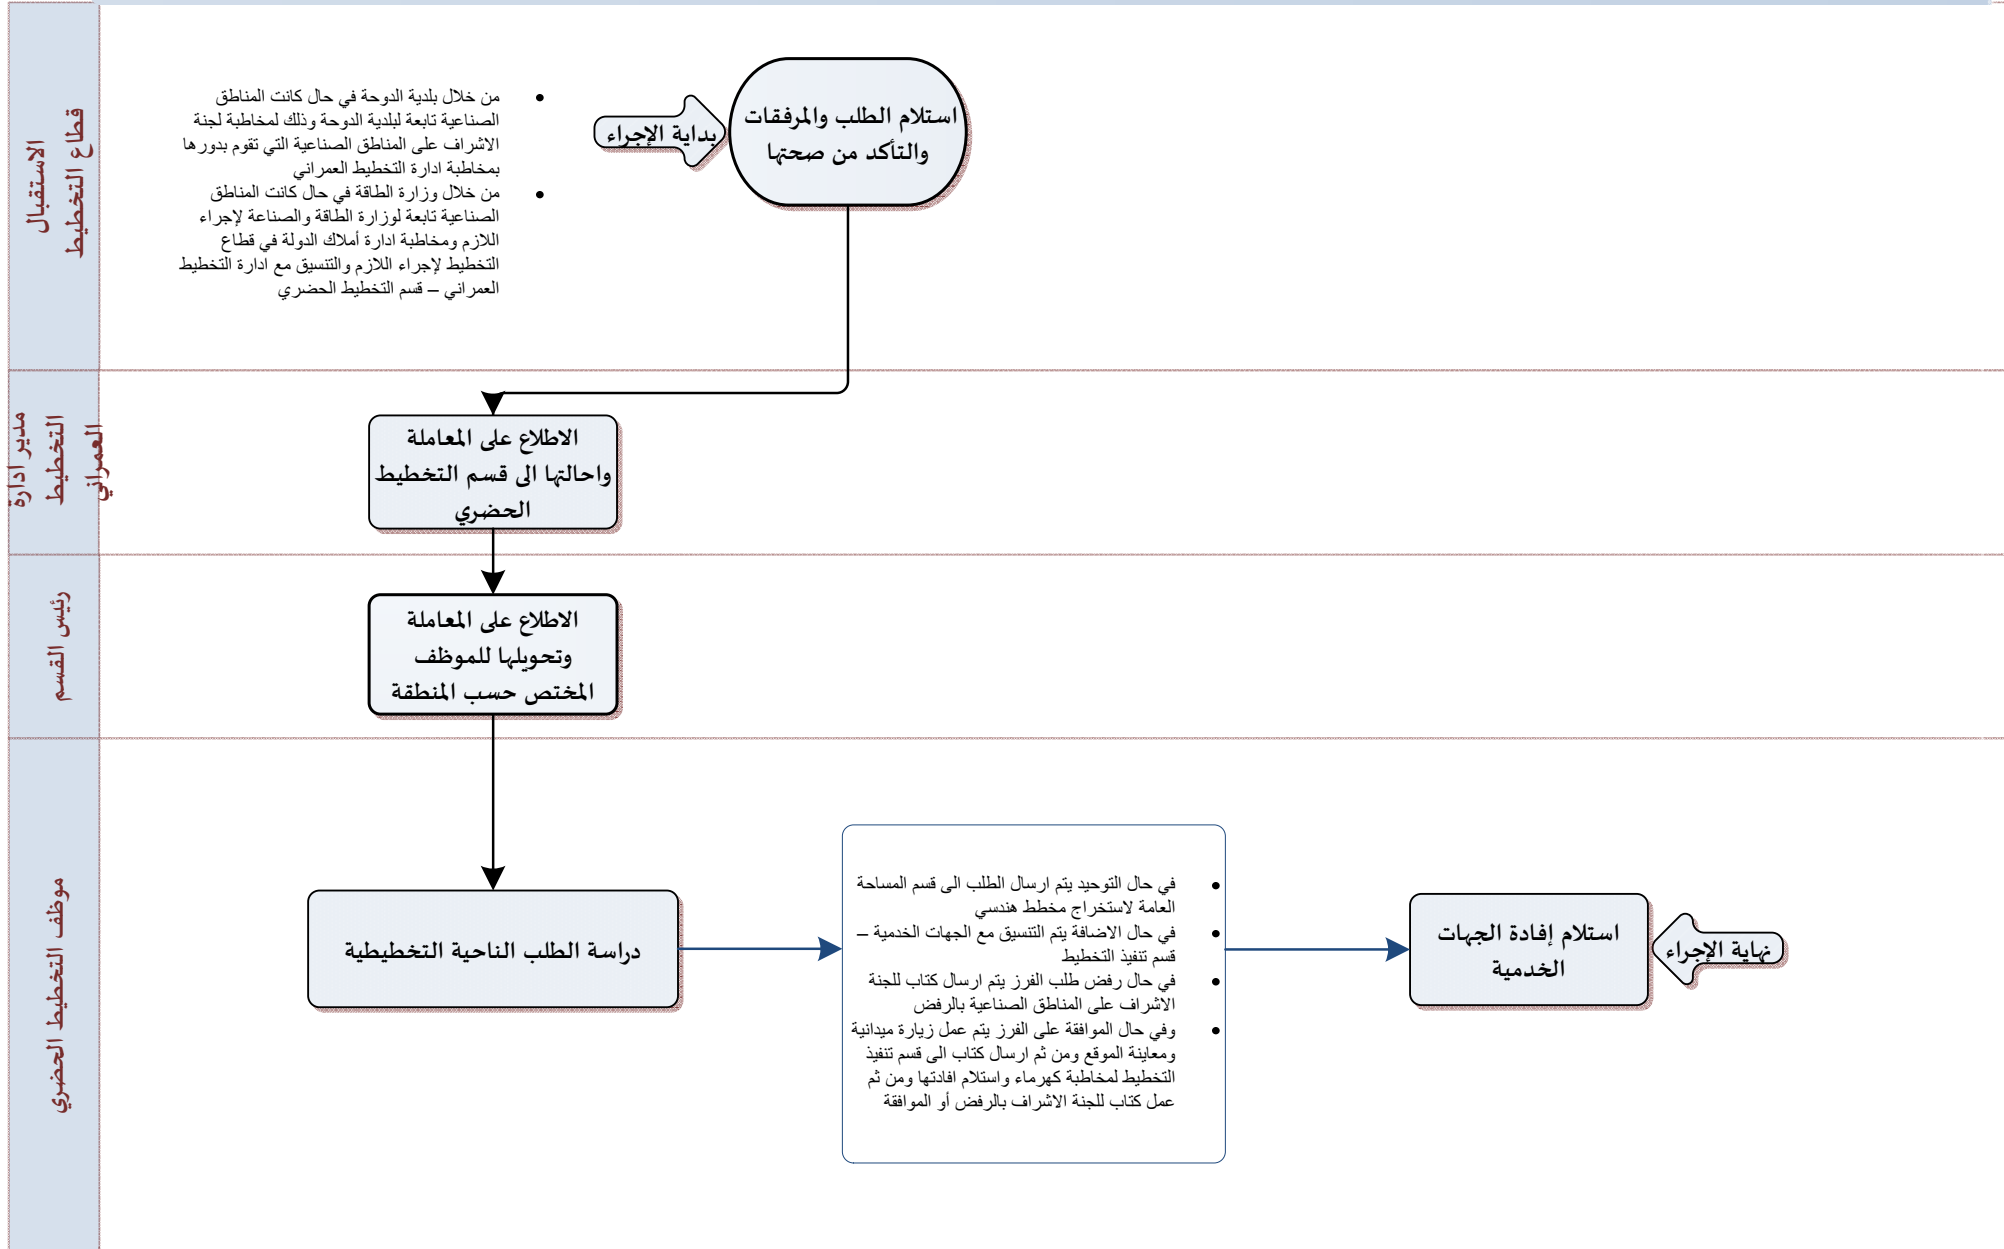 قطاع التخطيط
الاستقبال
استلام الطلب والمرفقات
والتأكد من صحتها
بداية الإجراء
من خلال بلدية الدوحة في حال كانت المناطق
الصناعية تابعة لبلدية الدوحة وذلك لمخاطبة لجنة
الاشراف على المناطق الصناعية التي تقوم بدورها
بمخاطبة ادارة التخطيط العمراني
من خلال وزارة الطاقة في حال كانت المناطق
الصناعية تابعة لوزارة الطاقة والصناعة لإجراء
اللازم ومخاطبة ادارة أملاك الدولة في قطاع
التخطيط لإجراء اللازم والتنسيق مع ادارة التخطيط
العمراني – قسم التخطيط الحضري
مدير ادارة
التخطيط
العمراني
الاطلاع على المعاملة
واحالتها الى قسم التخطيط
الحضري
رئيس القسم
الاطلاع على المعاملة
وتحويلها للموظف
المختص حسب المنطقة
موظف التخطيط الحضري
دراسة الطلب الناحية التخطيطية
في حال التوحيد يتم ارسال الطلب الى قسم المساحة
العامة لاستخراج مخطط هندسي
في حال الاضافة يتم التنسيق مع الجهات الخدمية –
قسم تنفيذ التخطيط
في حال رفض طلب الفرز يتم ارسال كتاب للجنة
الاشراف على المناطق الصناعية بالرفض
وفي حال الموافقة على الفرز يتم عمل زيارة ميدانية
ومعاينة الموقع ومن ثم ارسال كتاب الى قسم تنفيذ
التخطيط لمخاطبة كهرماء واستلام افادتها ومن ثم
عمل كتاب للجنة الاشراف بالرفض أو الموافقة
استلام إفادة الجهات
الخدمية
نهاية الإجراء